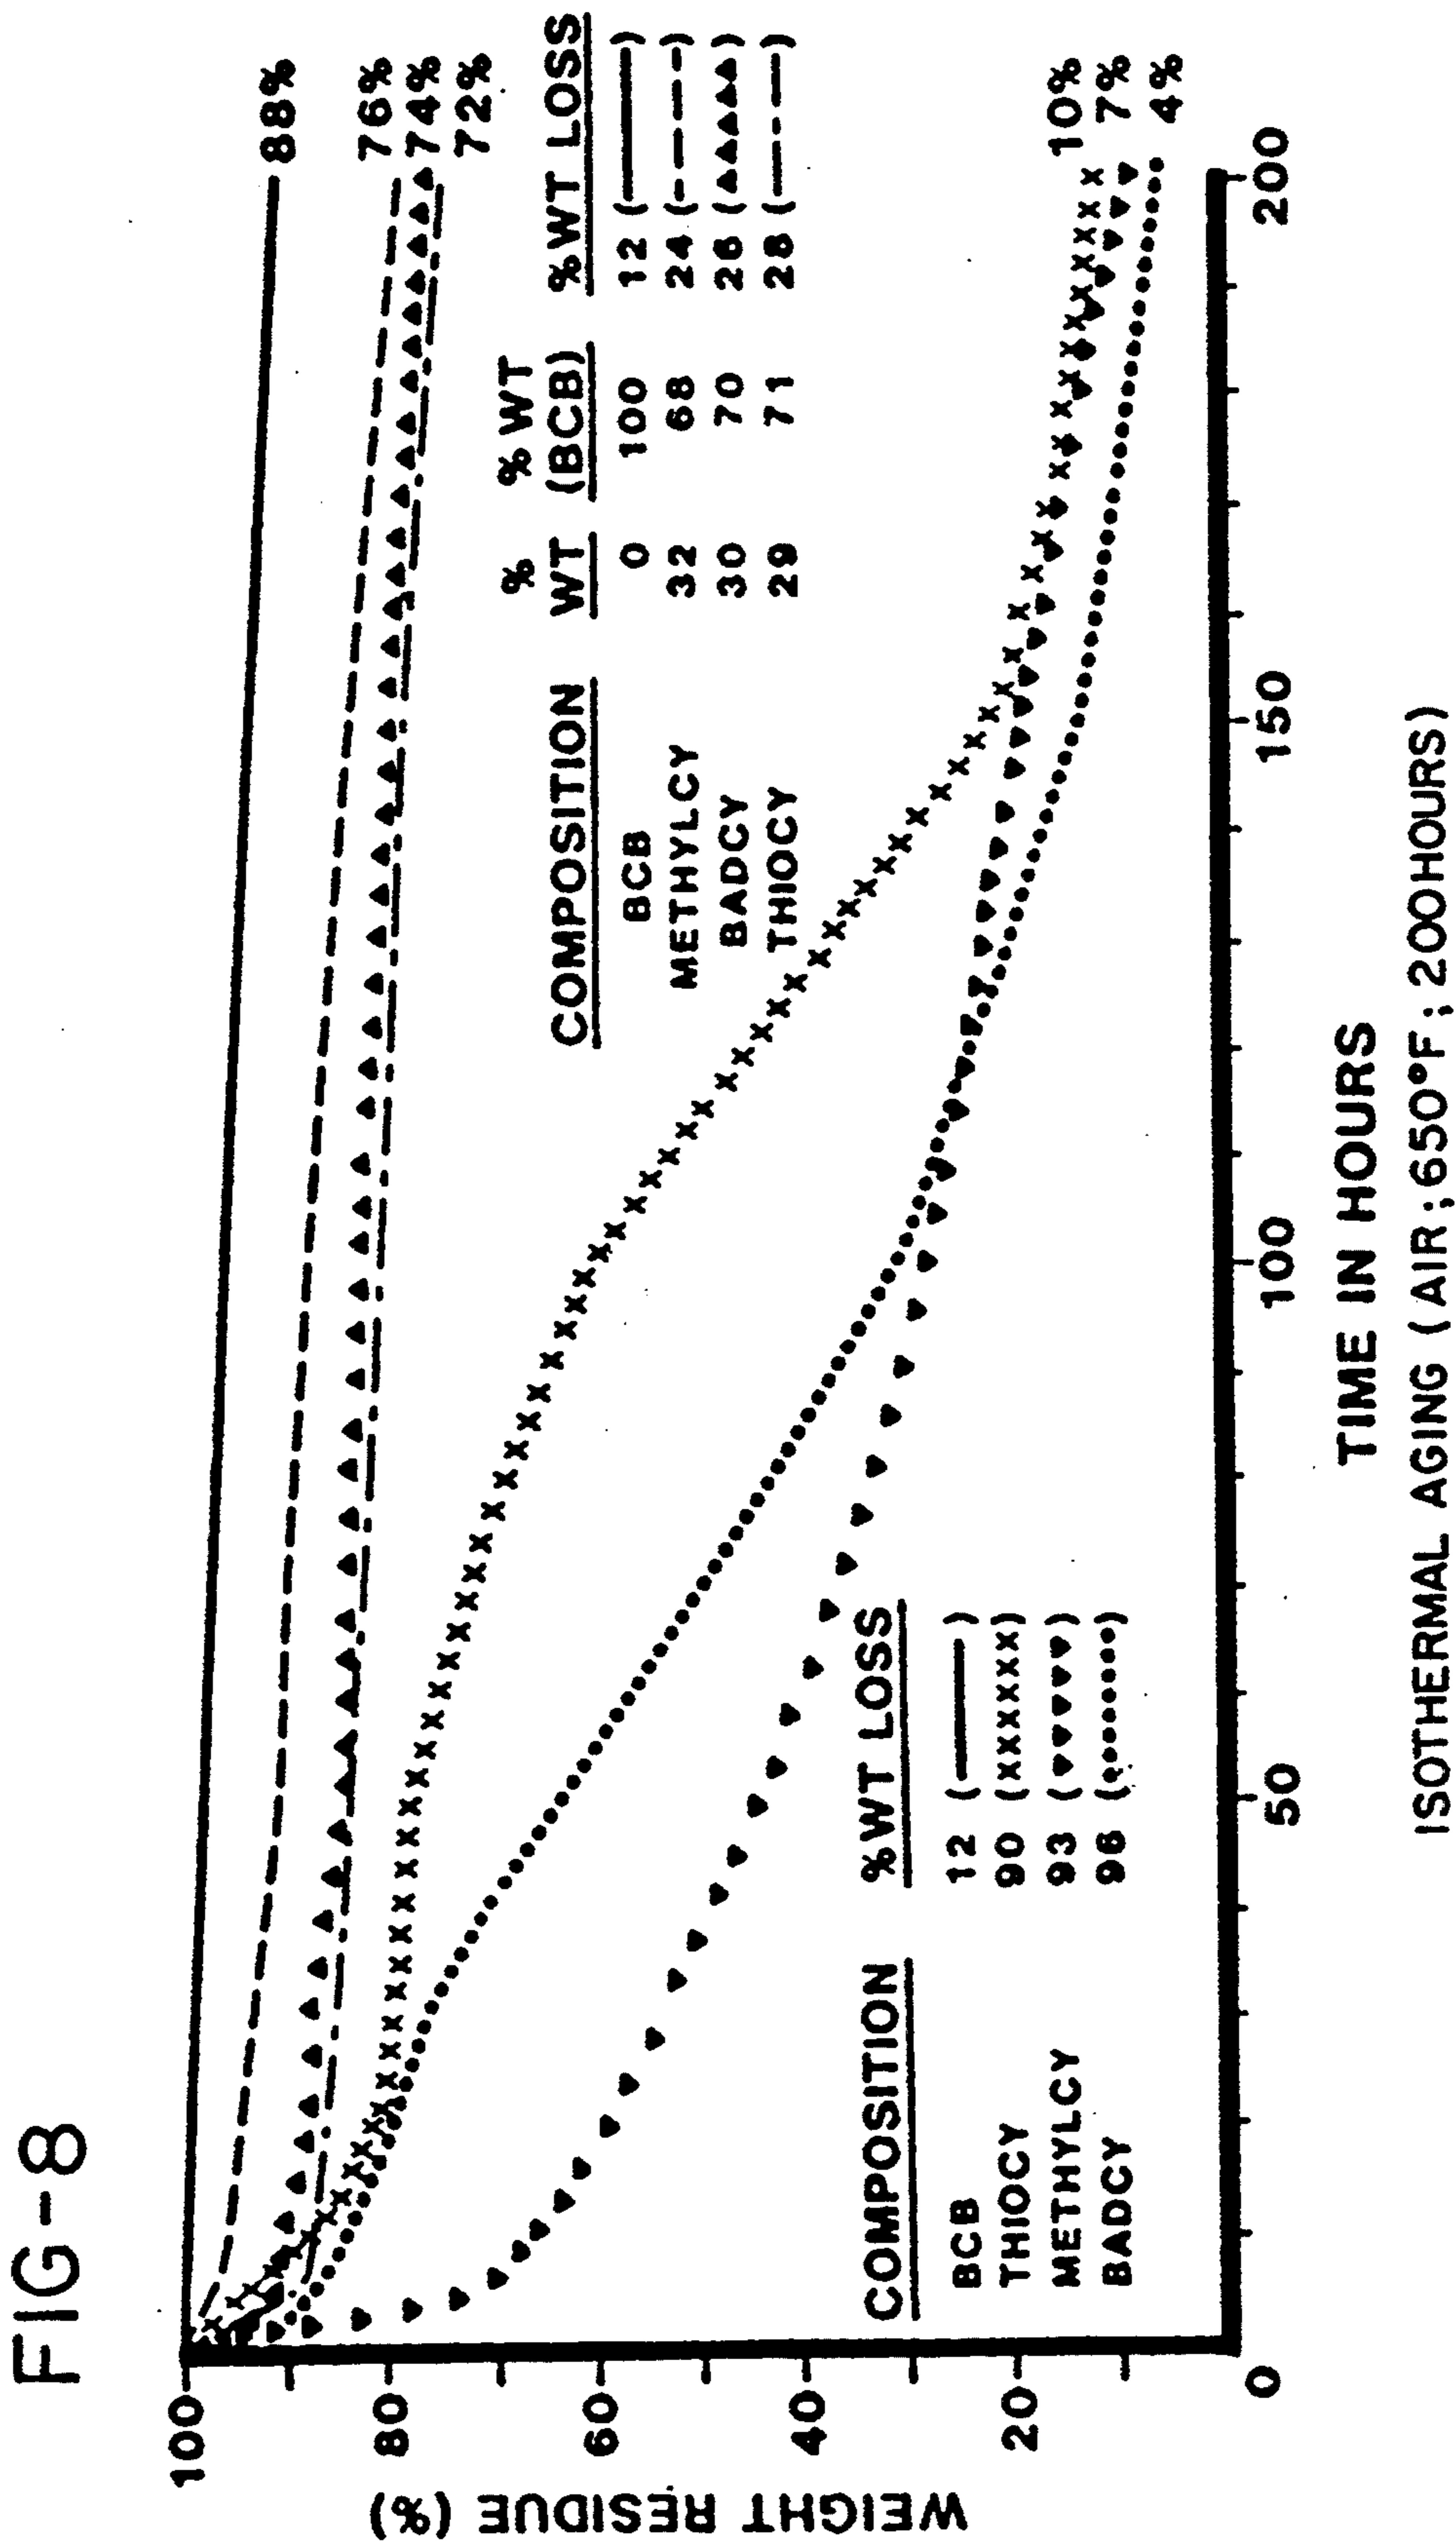 FIG-8
WEIGHT RESIDUE (%)
100
80
60
40
20
0
50
100
150
200
TIME IN HOURS
ISOTHERMAL AGING (AIR; 650°F; 200HOURS)
88%
76%
74%
72%
10%
7%
4%
COMPOSITION % WT % WT (BCB) %WT LOSS
BCB 0 100 12 (———)
METHYLCY 32 68 24 (-----)
BADCY 30 70 26 (▲▲▲▲▲)
THIOCY 29 71 28 (—-—)
COMPOSITION %WT LOSS
BCB 12 (———)
THIOCY 90 (xxxxxx)
METHYLCY 93 (▼▼▼▼)
BADCY 96 (••••••••)